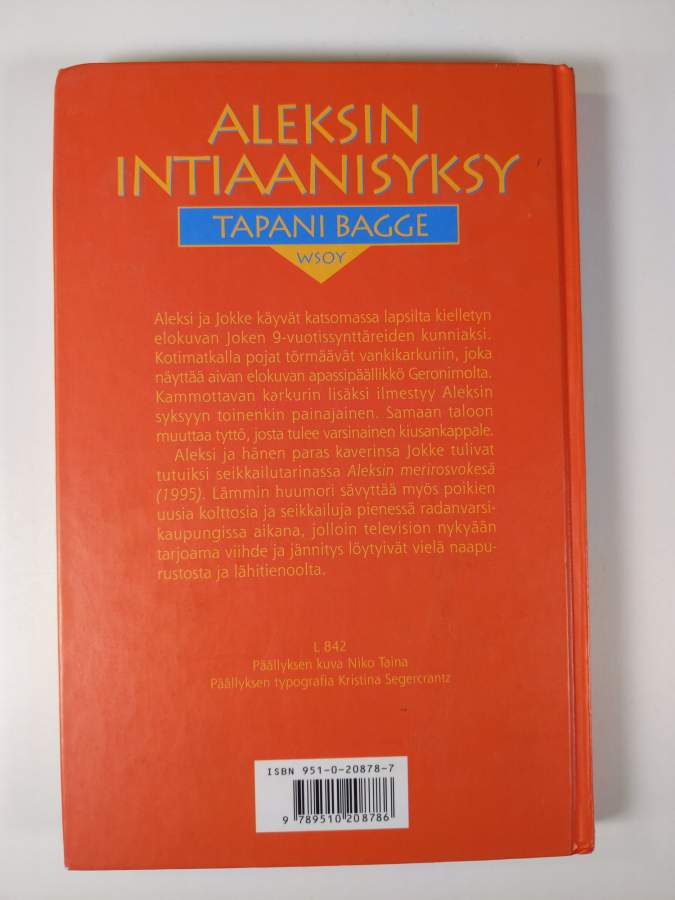 ALEKSIN
INTIAANISYKSY
TAPANI BAGGE
WSOY
Aleksi ja Jokke käyvät katsomassa lapsilta kielletyn
elokuvan Joken 9-vuotissynttäreiden kunniaksi.
Kotimatkalla pojat törmäävät vankikarkuriin, joka
näyttää aivan elokuvan apassipäällikkö Geronimolta.
Kammottavan karkurin lisäksi ilmestyy Aleksin
syksyyn toinenkin painajainen. Samaan taloon
muuttaa tyttö, josta tulee varsinainen kiusankappale.
Aleksi ja hänen paras kaverinsa Jokke tulivat
tutuiksi seikkailutarinassa Aleksin merirosvokesä
(1995). Lämmin huumori sävyttää myös poikien
uusia kolttosia ja seikkailuja pienessä radanvarsi-
kaupungissa aikana, jolloin television nykyään
tarjoama viihde ja jännitys löytyivät vielä naapu-
rustosta ja lähitienoolta.
L 842
Päällyksen kuva Niko Taina
Päällyksen typografia Kristina Segercrantz
ISBN 951-0-20878-7
9 789510 208786